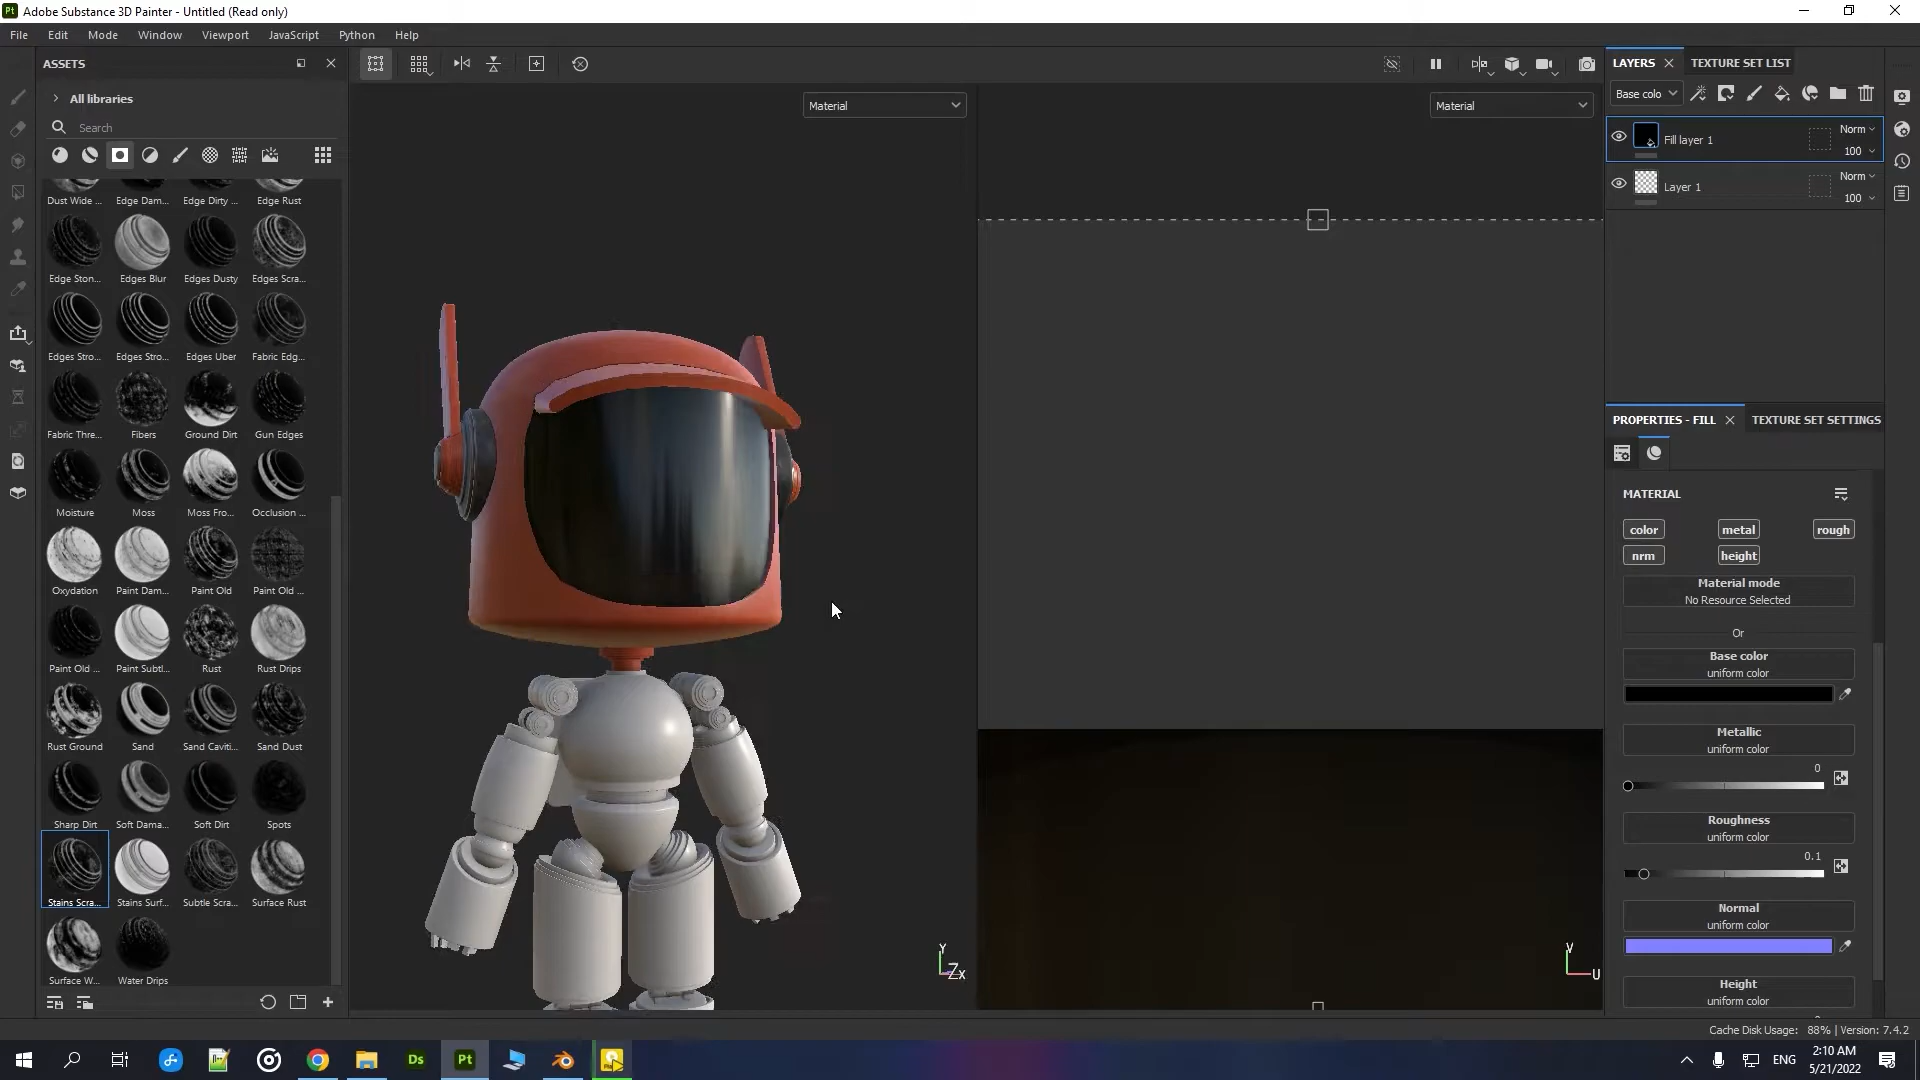 Pt Adobe Substance 3D Painter - Untitled (Read only)
File Edit Mode Window Viewport JavaScript Python Help
ASSETS
All libraries
Search
Dust Wide ... Edge Dam... Edge Dirty ... Edge Rust
Edge Ston... Edges Blur Edges Dusty Edges Scra...
Edges Stro... Edges Stro... Edges Uber Fabric Edg...
Fabric Thre... Fibers Ground Dirt Gun Edges
Moisture Moss Moss Fro... Occlusion ...
Oxydation Paint Dam... Paint Old Paint Old ...
Paint Old ... Paint Subtl... Rust Rust Drips
Rust Ground Sand Sand Caviti... Sand Dust
Sharp Dirt Soft Dama... Soft Dirt Spots
Stains Scra... Stains Surf... Subtle Scra... Surface Rust
Surface W... Water Drips
Material
Y
Z X
Material
V
U
LAYERS TEXTURE SET LIST
Base colo
Fill layer 1 Norm
100
Layer 1 Norm
100
PROPERTIES - FILL TEXTURE SET SETTINGS
MATERIAL
color metal rough
nrm height
Material mode
No Resource Selected
Or
Base color
uniform color
Metallic
uniform color
0
Roughness
uniform color
0.1
Normal
uniform color
Height
uniform color
Cache Disk Usage: 88% | Version: 7.4.2
Ds Pt
ENG
2:10 AM
5/21/2022